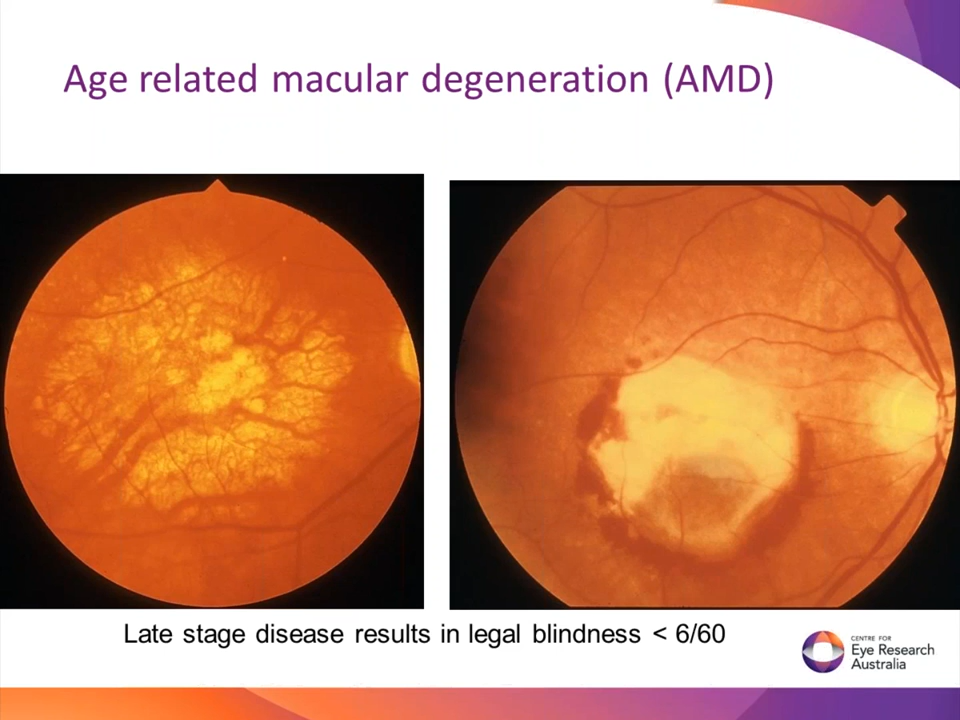 Age related macular degeneration (AMD)
Late stage disease results in legal blindness < 6/60
CENTRE FOR
Eye Research
Australia